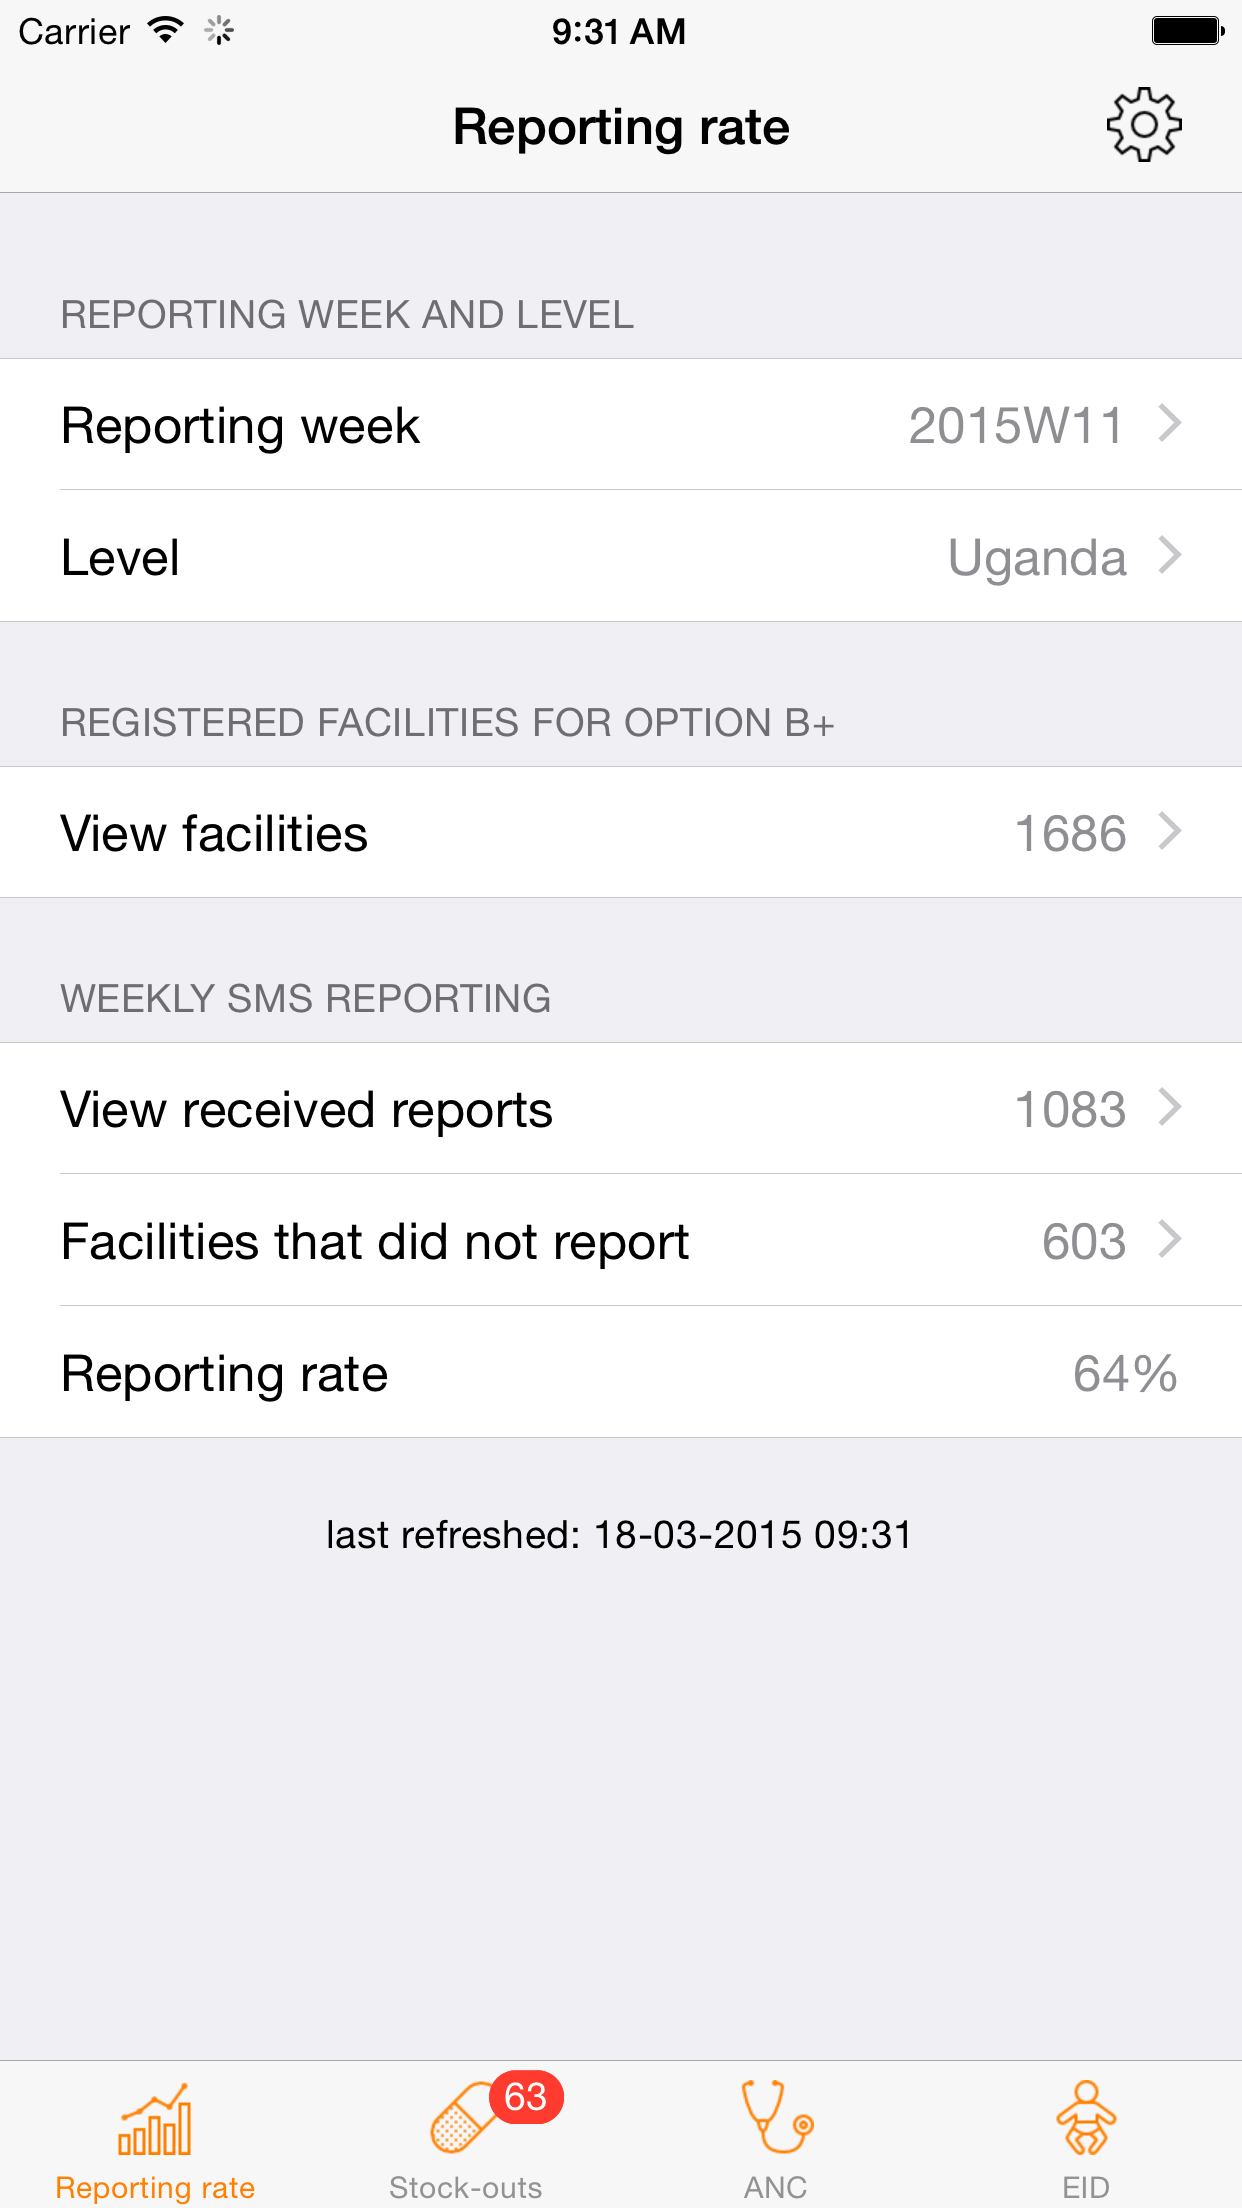 Carrier 9:31 AM
Reporting rate
REPORTING WEEK AND LEVEL
Reporting week 2015W11
Level Uganda
REGISTERED FACILITIES FOR OPTION B+
View facilities 1686
WEEKLY SMS REPORTING
View received reports 1083
Facilities that did not report 603
Reporting rate 64%
last refreshed: 18-03-2015 09:31
63
Reporting rate Stock-outs ANC EID